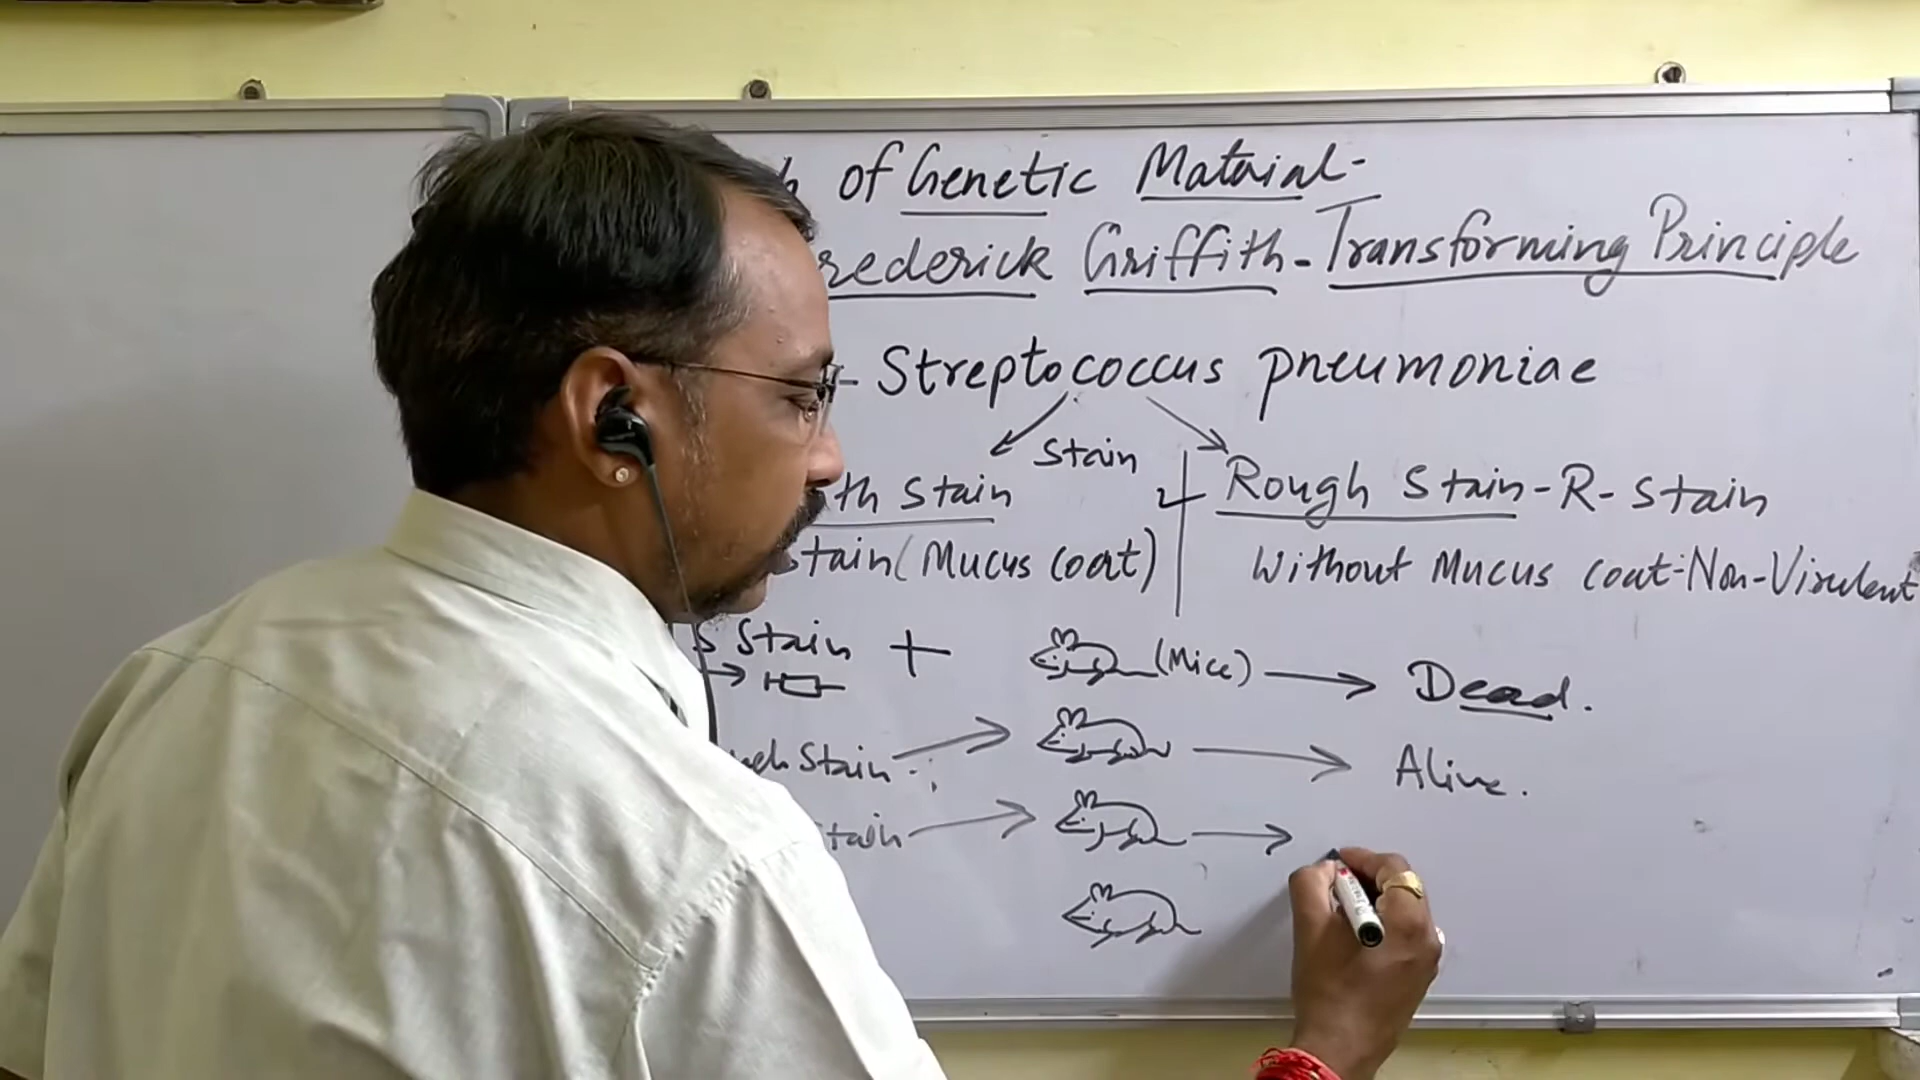 of Genetic Matrial-
rederick Griffith-Transforming Principle
- Streptococcus pneumoniae
Stain
th Stain
Rough Stain-R-Stain
Stain (Mucus coat)
Without Mucus coat-Non-Virulent
S Stain + (Mice) → Dead.
Stain → Alive.
tain →